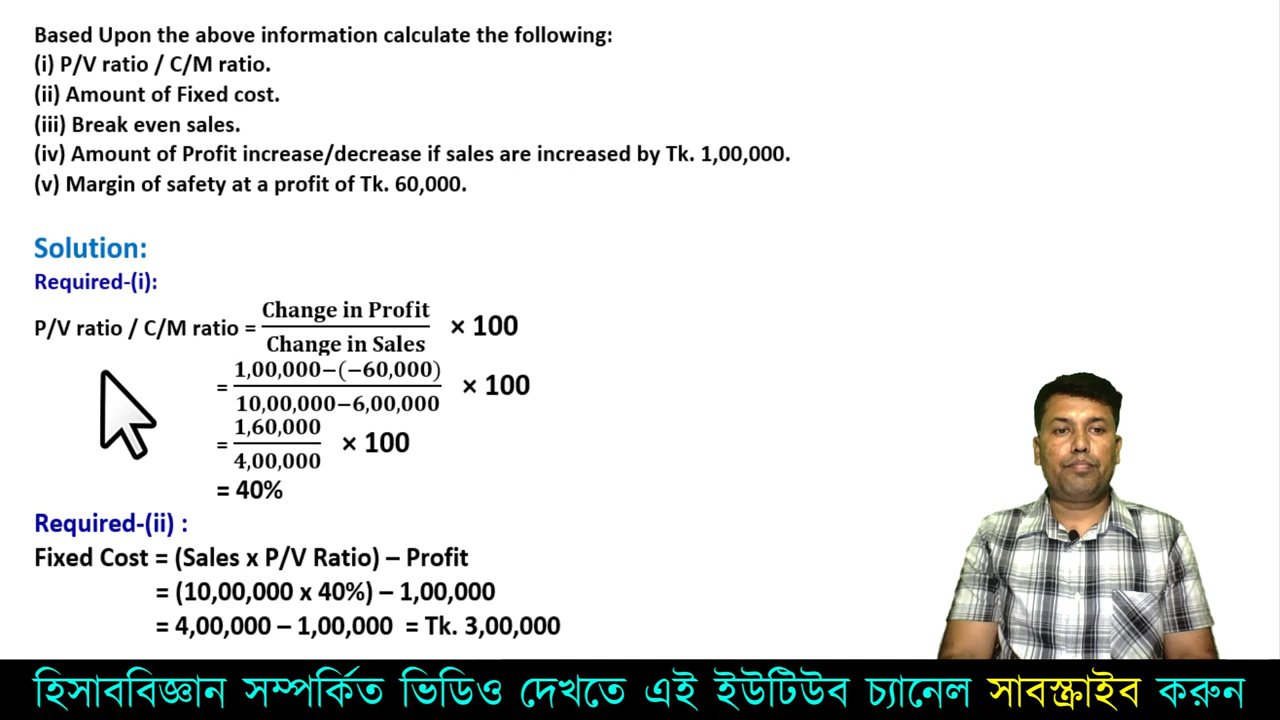 Based Upon the above information calculate the following:
(i) P/V ratio / C/M ratio.
(ii) Amount of Fixed cost.
(iii) Break even sales.
(iv) Amount of Profit increase/decrease if sales are increased by Tk. 1,00,000.
(v) Margin of safety at a profit of Tk. 60,000.
Solution:
Required-(i):
P/V ratio / C/M ratio = Change in Profit / Change in Sales × 100
= 1,00,000−(−60,000) / 10,00,000−6,00,000 × 100
= 1,60,000 / 4,00,000 × 100
= 40%
Required-(ii) :
Fixed Cost = (Sales x P/V Ratio) – Profit
= (10,00,000 x 40%) – 1,00,000
= 4,00,000 – 1,00,000 = Tk. 3,00,000
হিসাববিজ্ঞান সম্পর্কিত ভিডিও দেখতে এই ইউটিউব চ্যানেল সাবস্ক্রাইব করুন